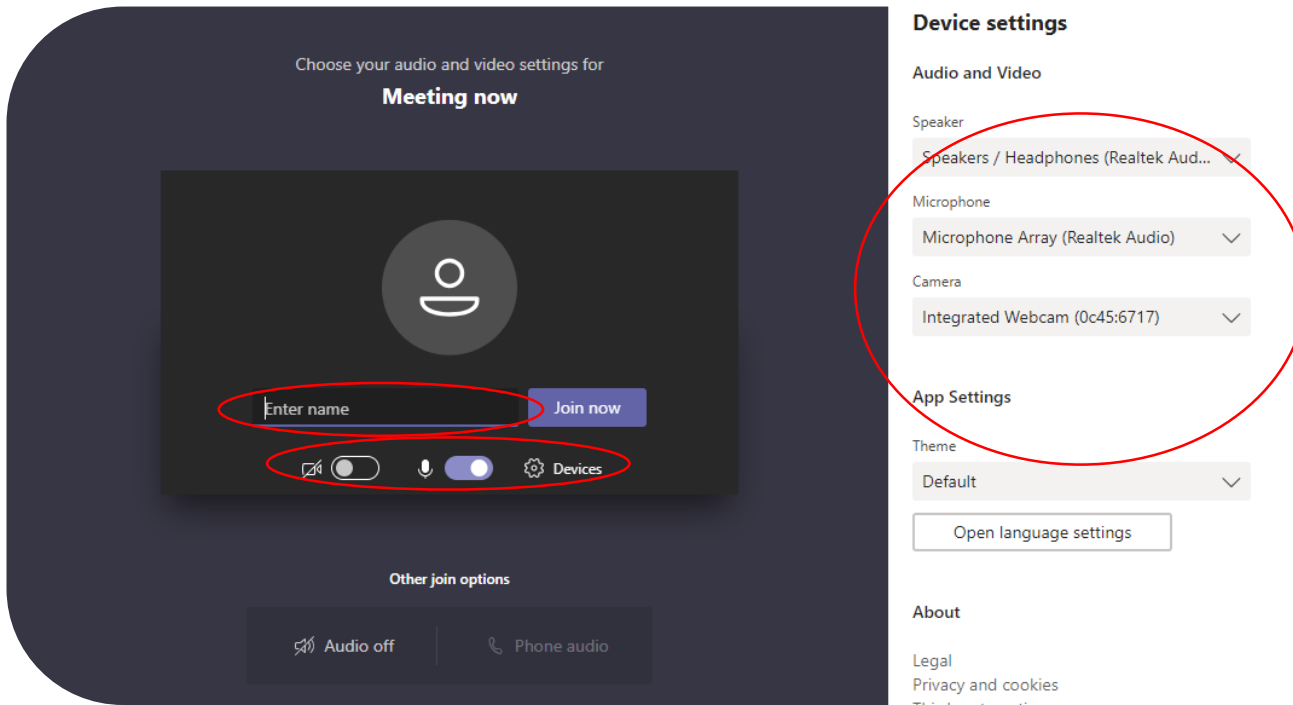 Choose your audio and video settings for
Meeting now
Enter name
Join now
Devices
Other join options
Audio off
Phone audio
Device settings
Audio and Video
Speaker
Speakers / Headphones (Realtek Aud...
Microphone
Microphone Array (Realtek Audio)
Camera
Integrated Webcam (0c45:6717)
App Settings
Theme
Default
Open language settings
About
Legal
Privacy and cookies